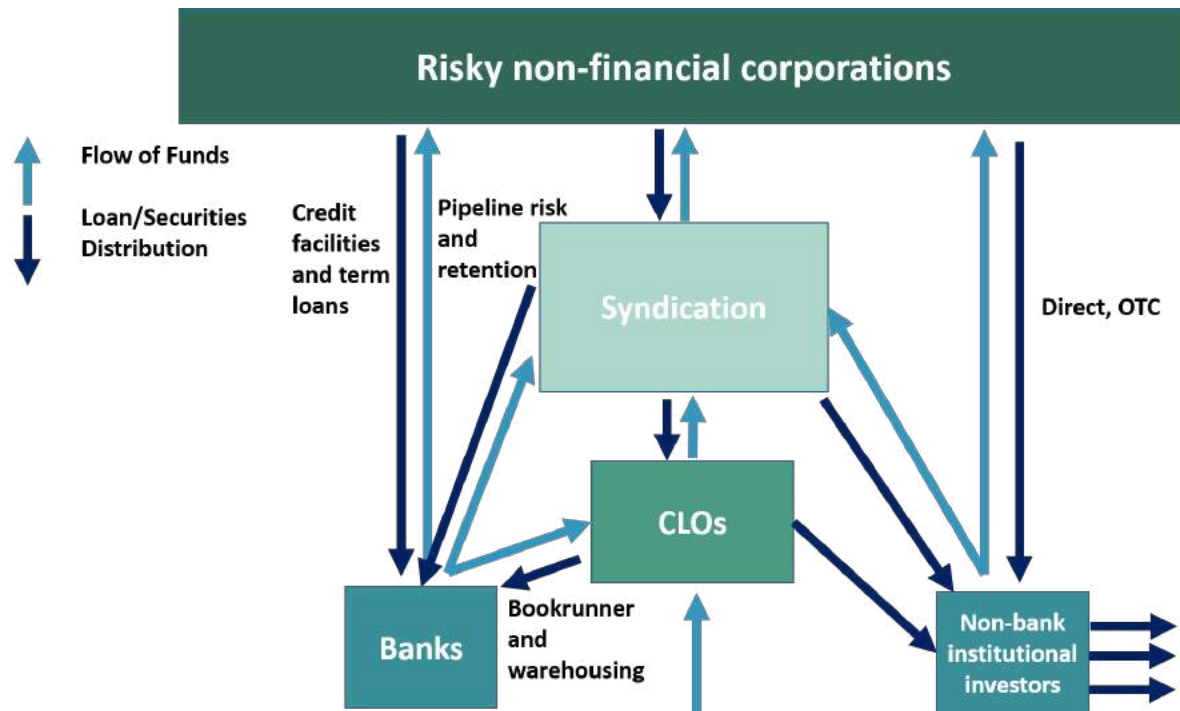 Risky non-financial corporations
Flow of Funds
Loan/Securities
Distribution
Credit
facilities
and term
loans
Pipeline risk
and
retention
Syndication
Direct, OTC
CLOs
Banks
Bookrunner
and
warehousing
Non-bank
institutional
investors